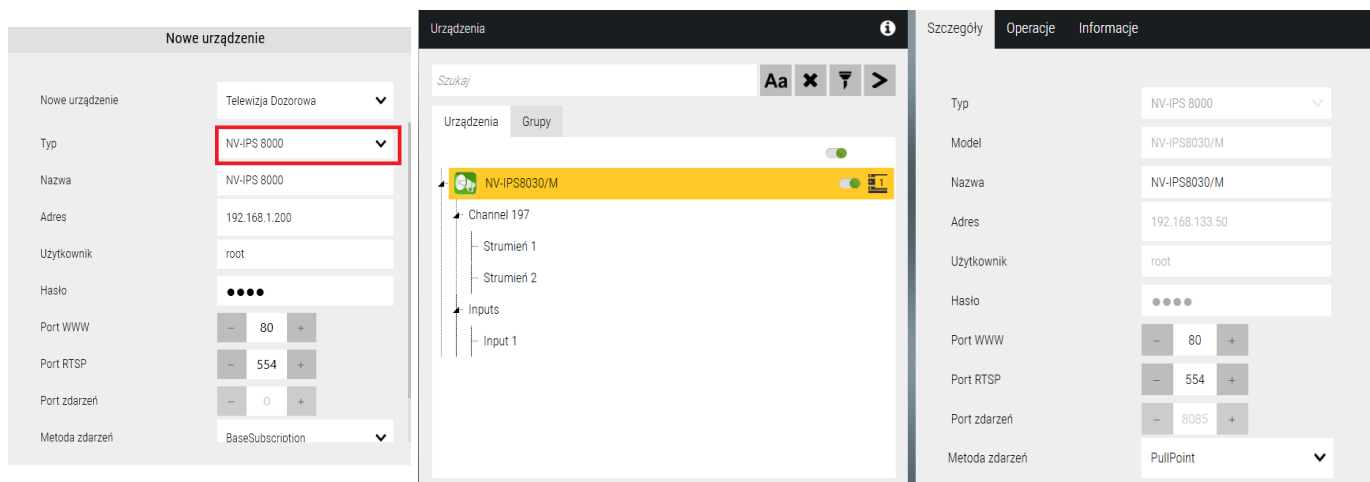 Nowe urządzenie
Nowe urządzenie Telewizja Dozorowa
Typ NV-IPS 8000
Nazwa NV-IPS 8000
Adres 192.168.1.200
Użytkownik root
Hasło ●●●●
Port WWW − 80 +
Port RTSP − 554 +
Port zdarzeń − 0 +
Metoda zdarzeń BaseSubscription
Urządzenia
Szukaj Aa
Urządzenia Grupy
NV-IPS8030/M 1
Channel 197
Strumień 1
Strumień 2
Inputs
Input 1
Szczegóły Operacje Informacje
Typ NV-IPS 8000
Model NV-IPS8030/M
Nazwa NV-IPS8030/M
Adres 192.168.133.50
Użytkownik root
Hasło ●●●●
Port WWW − 80 +
Port RTSP − 554 +
Port zdarzeń − 8085 +
Metoda zdarzeń PullPoint